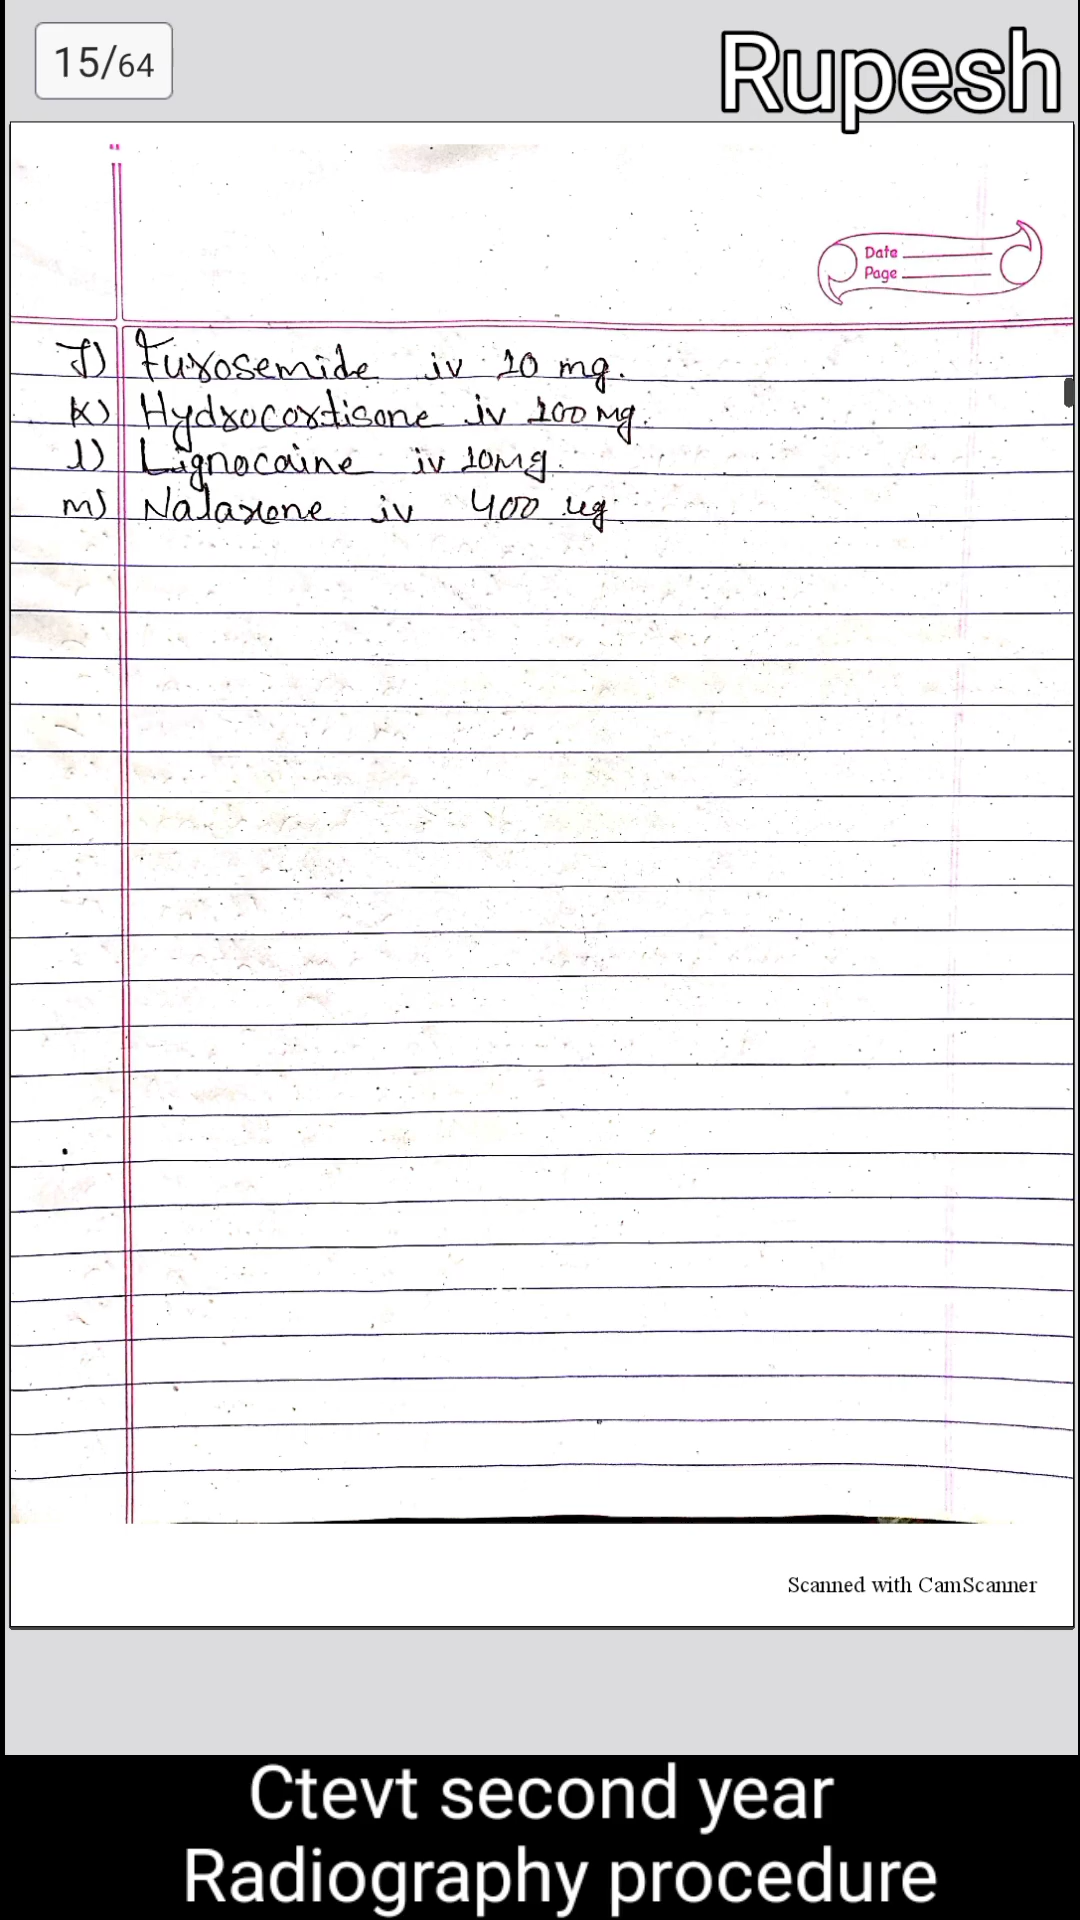 15/64
Rupesh
Date
Page
J) Furosemide iv 10 mg.
K) Hydrocortisone iv 100 mg.
l) Lignocaine iv 10mg.
m) Nalaxone iv 400 ug.
Scanned with CamScanner
Ctevt second year
Radiography procedure